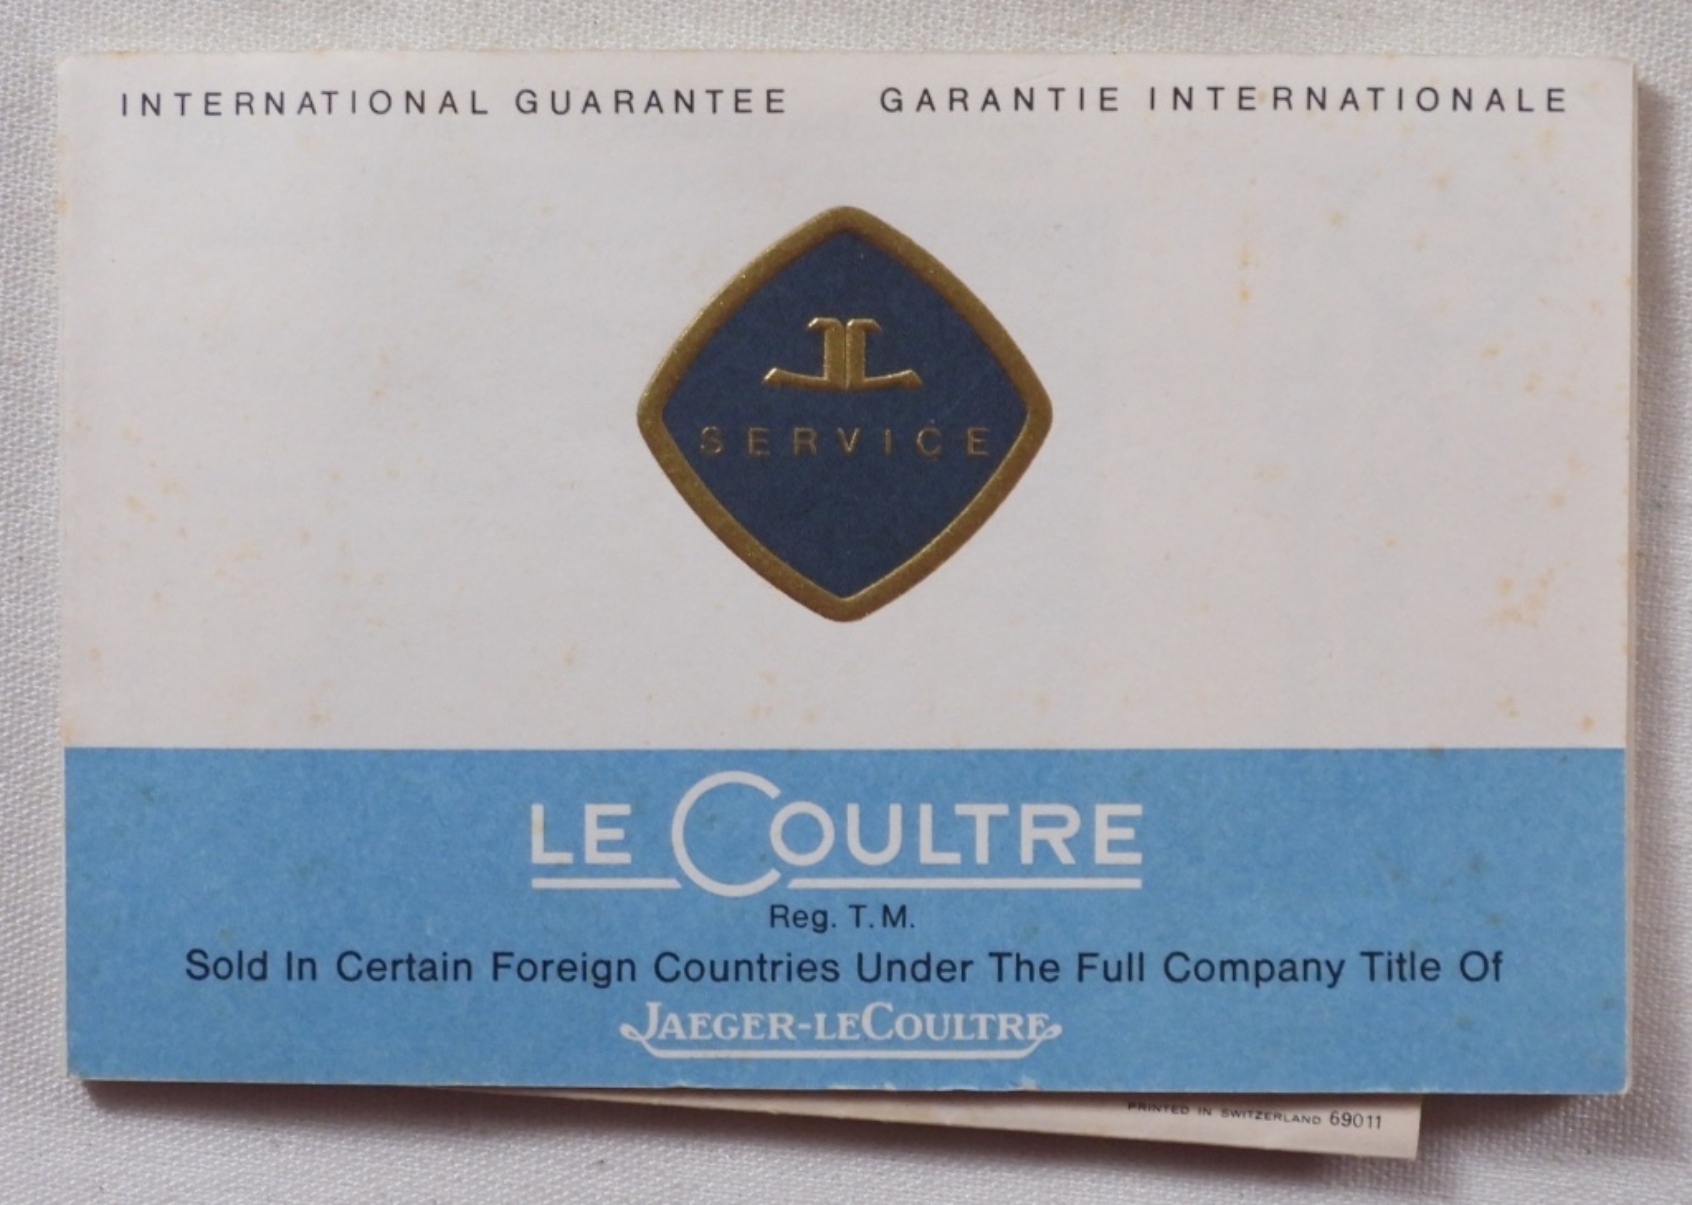 INTERNATIONAL GUARANTEE GARANTIE INTERNATIONALE
JL
SERVICE
LE COULTRE
Reg. T.M.
Sold In Certain Foreign Countries Under The Full Company Title Of
JAEGER-LECOULTRE
PRINTED IN SWITZERLAND 69011